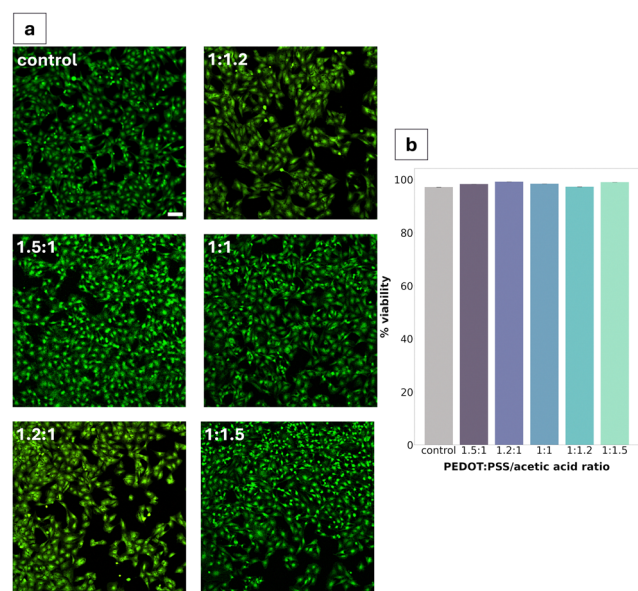 a
control
1:1.2
1.5:1
1:1
1.2:1
1:1.5
b
% viability
100
80
60
40
20
0
control 1.5:1 1.2:1 1:1 1:1.2 1:1.5
PEDOT:PSS/acetic acid ratio